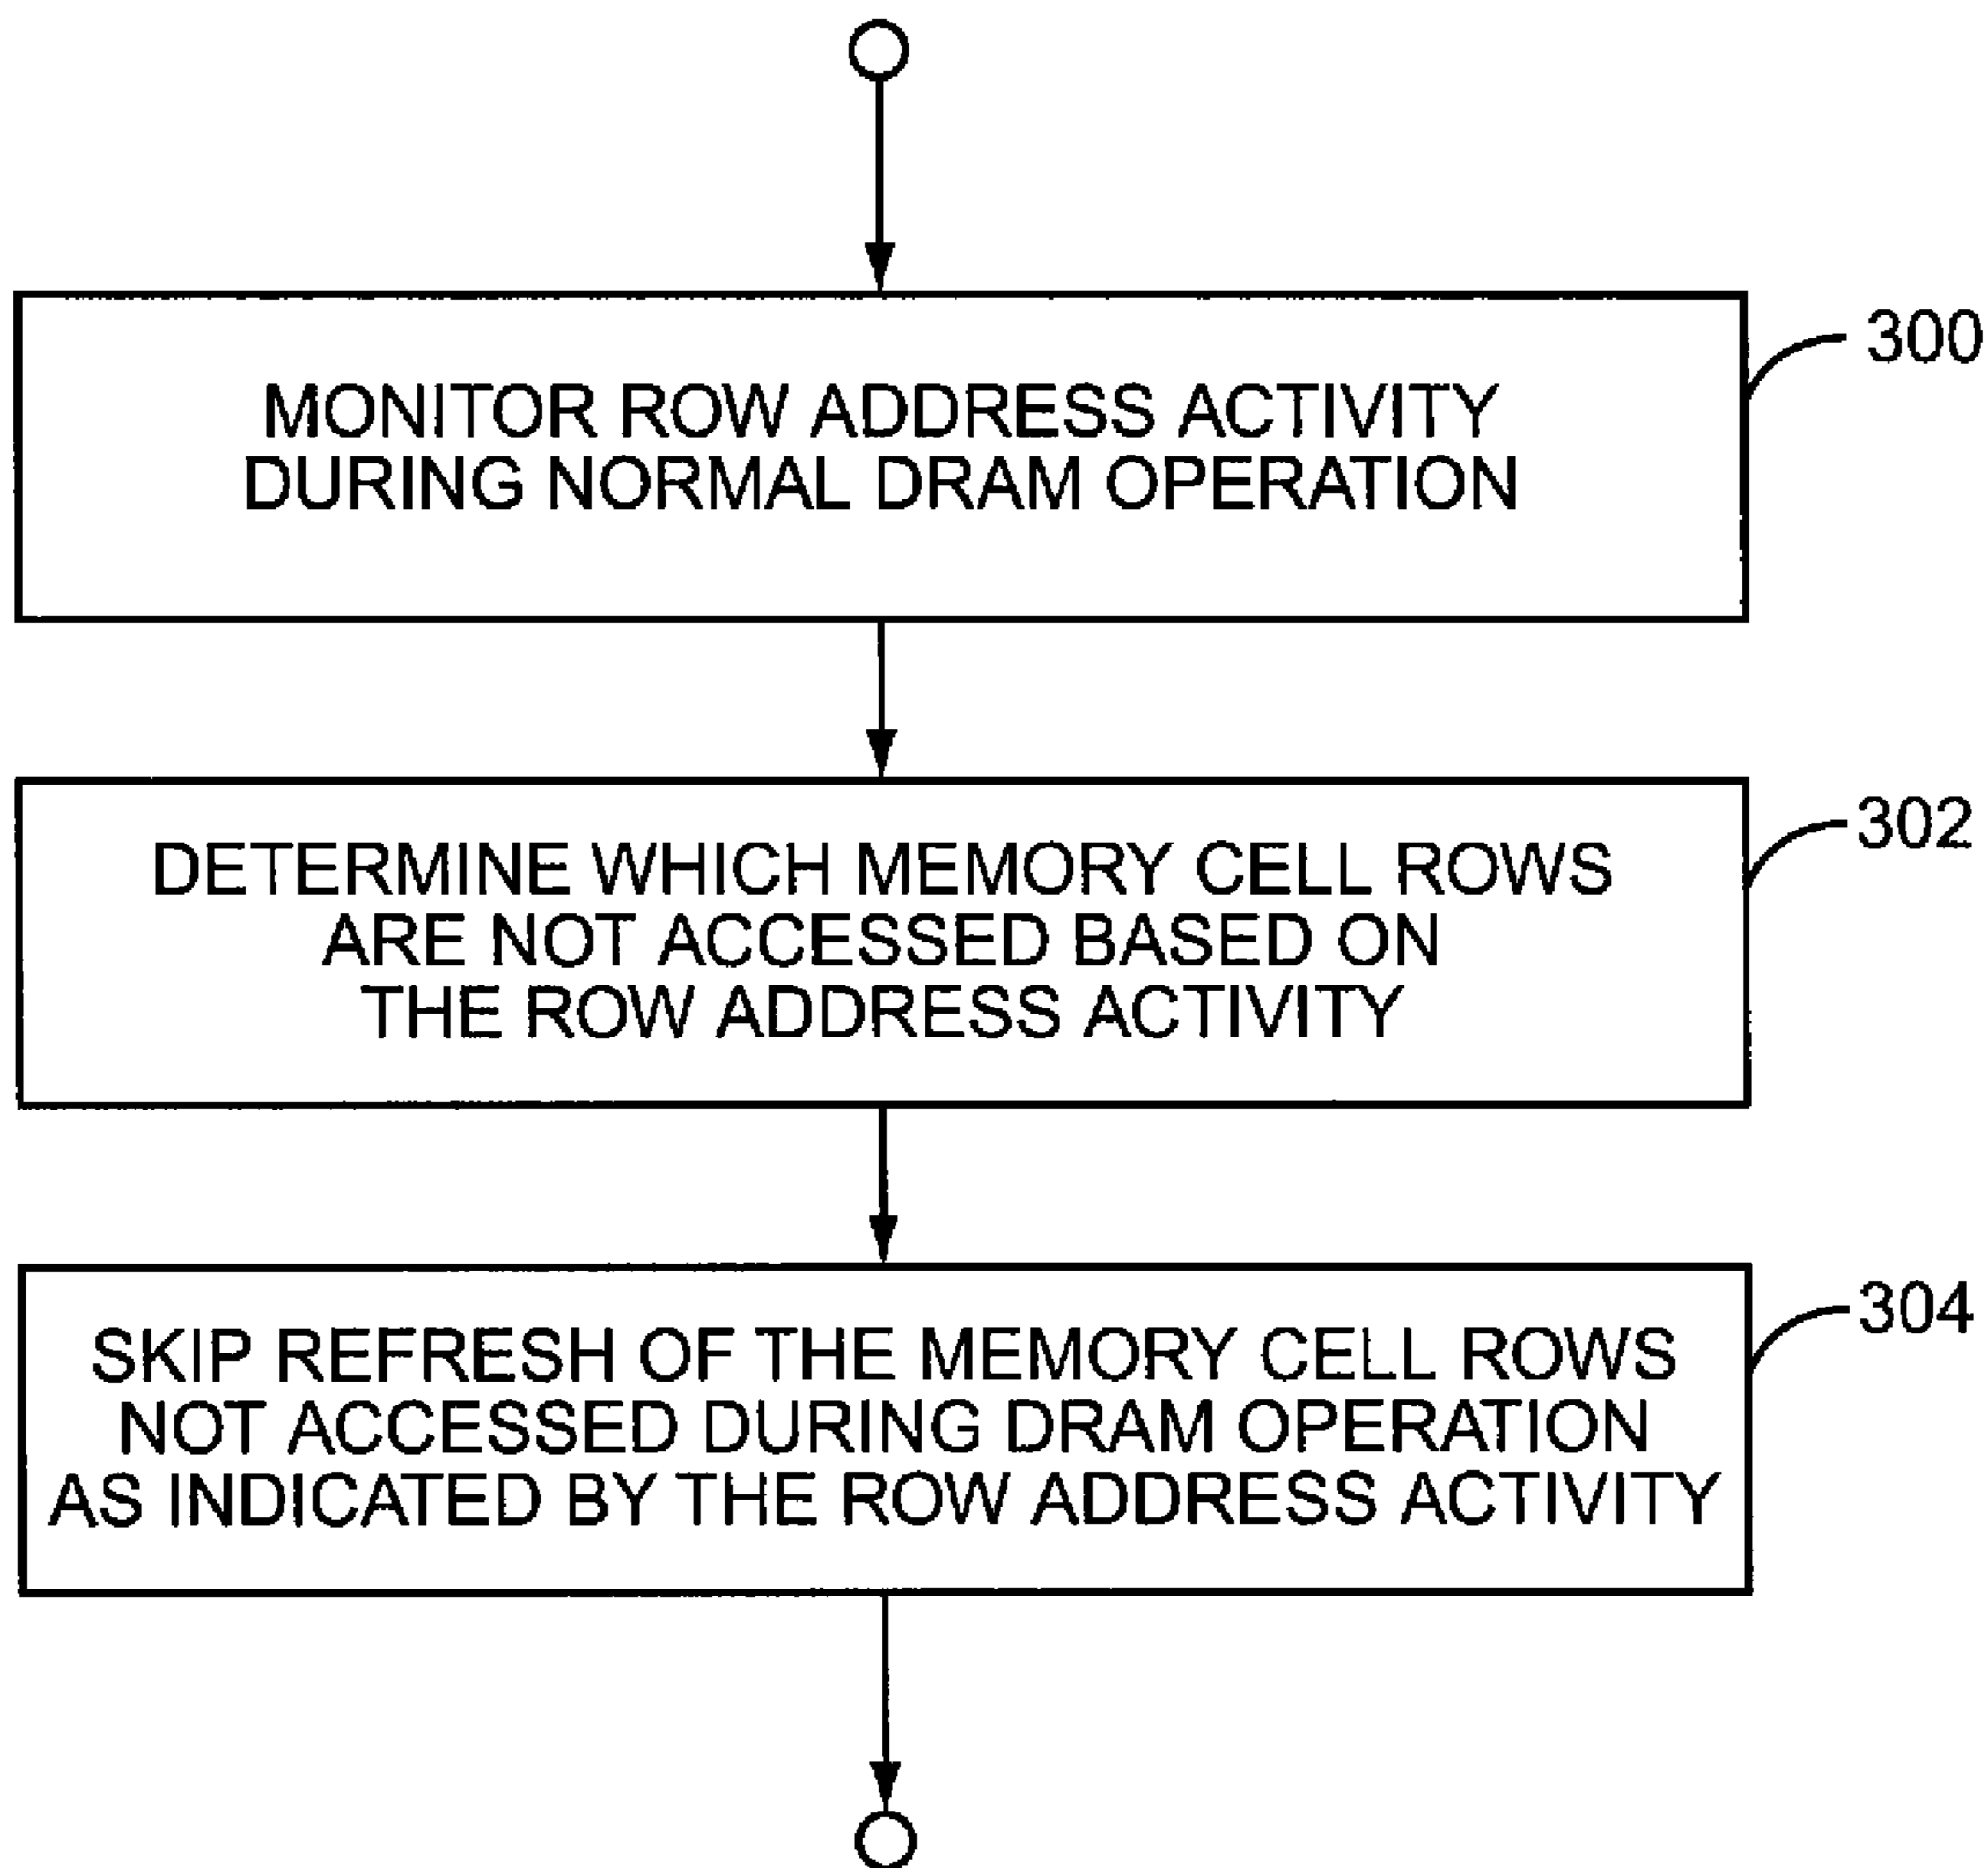 300
MONITOR ROW ADDRESS ACTIVITY
DURING NORMAL DRAM OPERATION
302
DETERMINE WHICH MEMORY CELL ROWS
ARE NOT ACCESSED BASED ON
THE ROW ADDRESS ACTIVITY
304
SKIP REFRESH OF THE MEMORY CELL ROWS
NOT ACCESSED DURING DRAM OPERATION
AS INDICATED BY THE ROW ADDRESS ACTIVITY